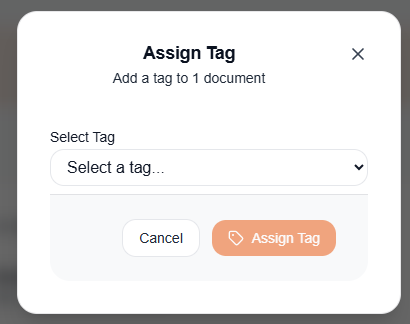 Assign Tag
Add a tag to 1 document
Select Tag
Select a tag...
Cancel
Assign Tag